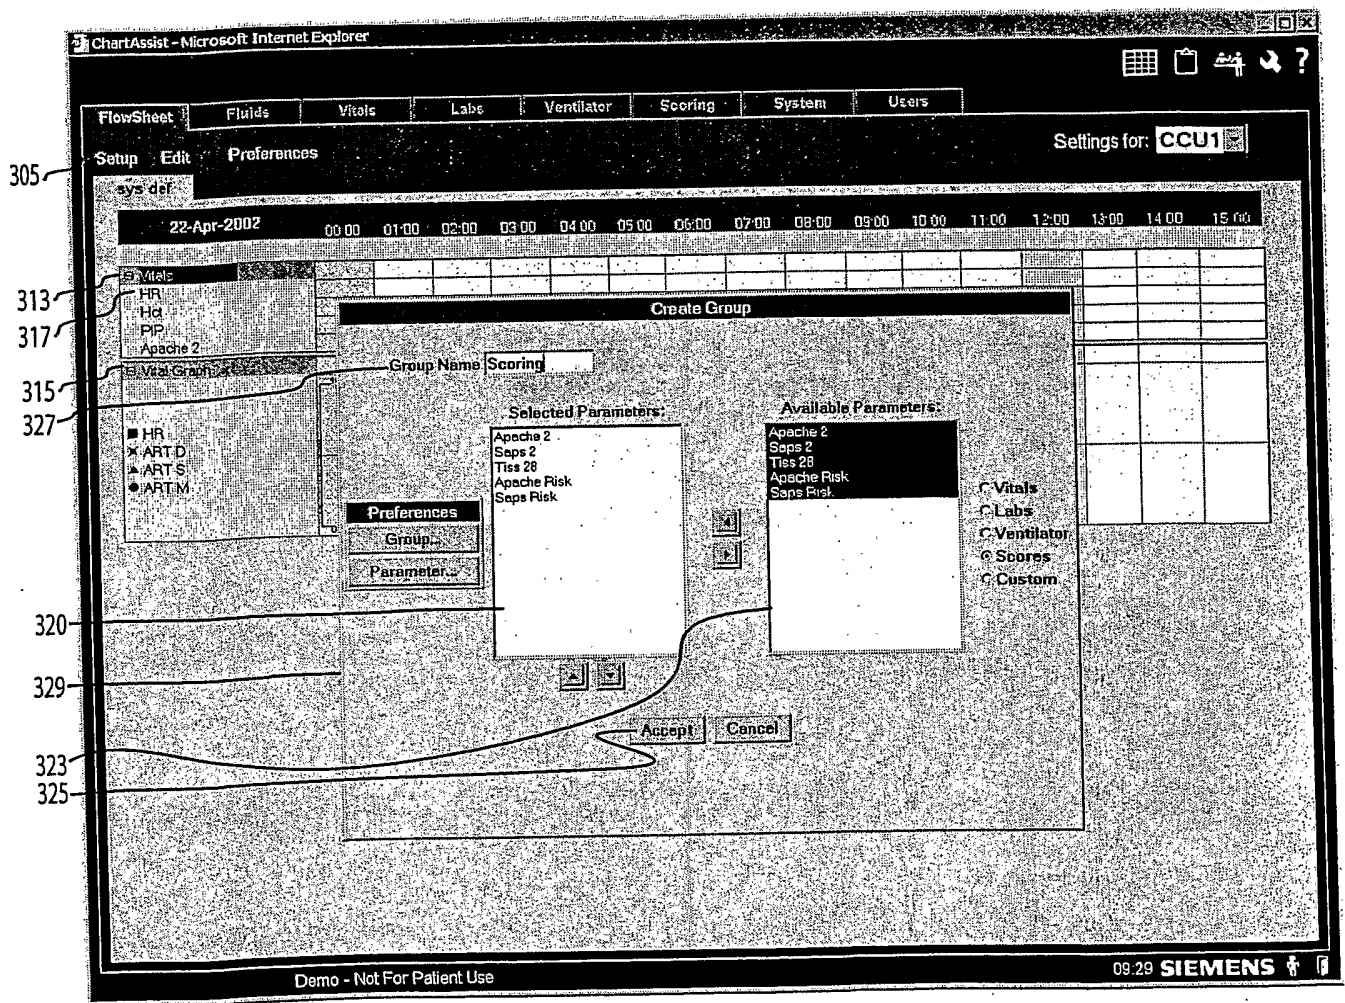 ChartAssist - Microsoft Internet Explorer
?
FlowSheet Fluids Vitals Labs Ventilator Scoring System Users
Setup Edit Preferences Settings for: CCU1
305
sys def
22-Apr-2002 00:00 01:00 02:00 03:00 04:00 05:00 06:00 07:00 08:00 09:00 10:00 11:00 12:00 13:00 14:00 15:00
Vitals
313
HR
Hct
317
PIP
Apache 2
315
Vital Graph
327
HR
ART D
ART S
ART M
Create Group
Group Name Scoring
Selected Parameters: Available Parameters:
Apache 2
Saps 2
Tiss 28
Apache Risk
Saps Risk
Apache 2
Saps 2
Tiss 28
Apache Risk
Saps Risk
Vitals
Labs
Ventilator
Scores
Custom
Preferences
Group...
Parameter...
320
329
Accept Cancel
323
325
Demo - Not For Patient Use 09:29 SIEMENS